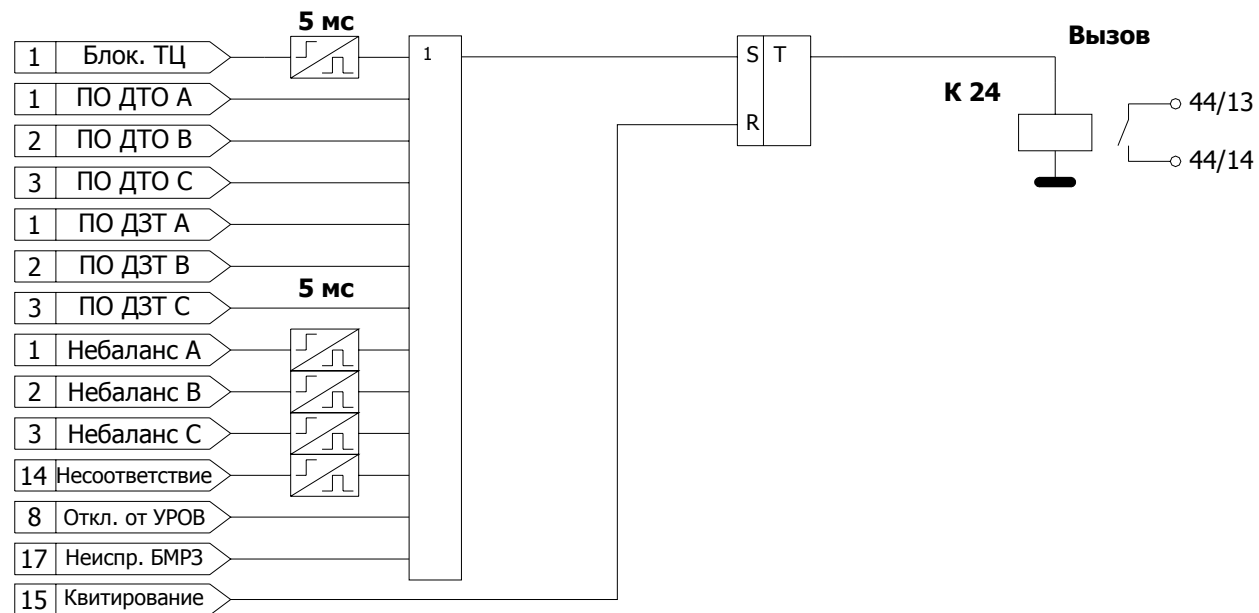 5 мс
1 Блок. ТЦ
1
S T
Вызов
1 ПО ДТО А
К 24
44/13
2 ПО ДТО В
R
3 ПО ДТО С
44/14
1 ПО ДЗТ А
2 ПО ДЗТ В
5 мс
3 ПО ДЗТ С
1 Небаланс А
2 Небаланс В
3 Небаланс С
14 Несоответствие
8 Откл. от УРОВ
17 Неиспр. БМРЗ
15 Квитирование